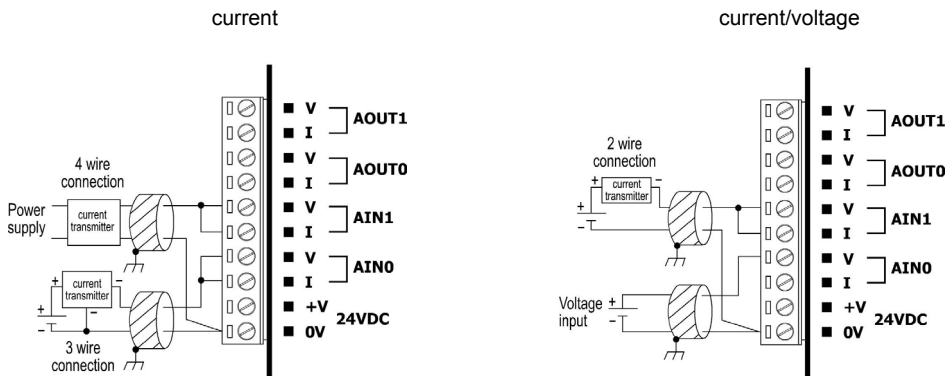 current
4 wire
connection
Power
supply
current
transmitter
+
current
transmitter
−
+
−
−
3 wire
connection
V
I
AOUT1
V
I
AOUT0
V
I
AIN1
V
I
AIN0
+V
0V
24VDC
current/voltage
2 wire
connection
+
current
transmitter
−
+
−
Voltage
input
+
−
V
I
AOUT1
V
I
AOUT0
V
I
AIN1
V
I
AIN0
+V
0V
24VDC